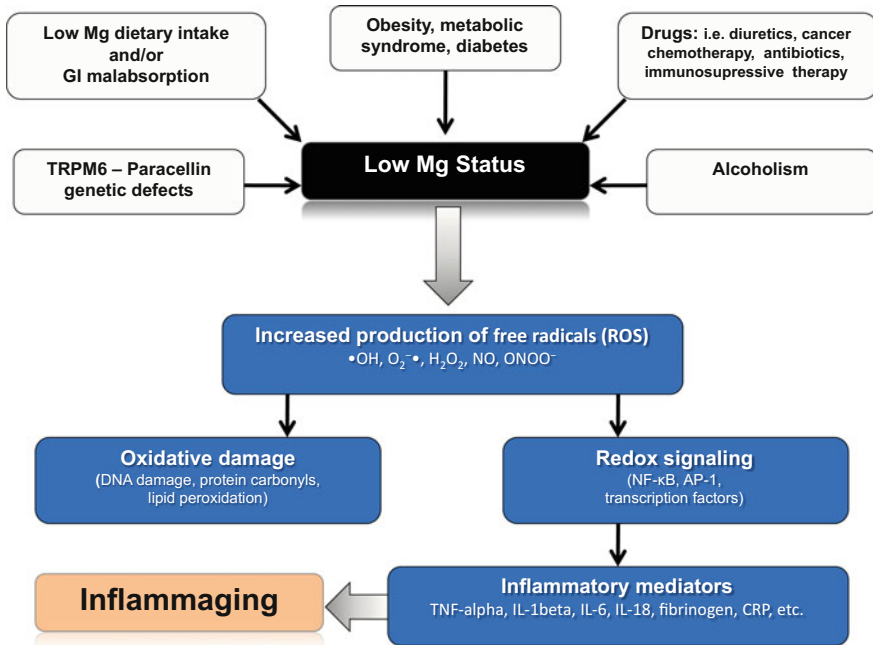 Low Mg dietary intake
and/or
GI malabsorption
Obesity, metabolic
syndrome, diabetes
Drugs: i.e. diuretics, cancer
chemotherapy, antibiotics,
immunosupressive therapy
TRPM6 – Paracellin
genetic defects
Low Mg Status
Alcoholism
Increased production of free radicals (ROS)
•OH, O₂⁻•, H₂O₂, NO, ONOO⁻
Oxidative damage
(DNA damage, protein carbonyls,
lipid peroxidation)
Redox signaling
(NF-κB, AP-1,
transcription factors)
Inflammatory mediators
TNF-alpha, IL-1beta, IL-6, IL-18, fibrinogen, CRP, etc.
Inflammaging